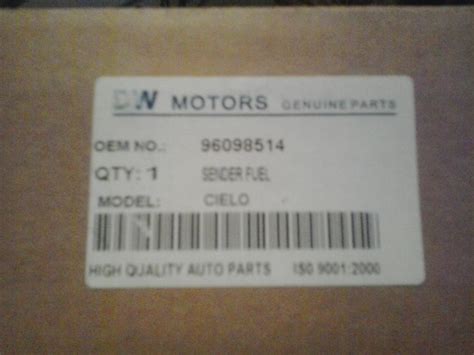 DW MOTORS GENUINE PARTS
OEM NO.: 96098514
QTY: 1 SENDER FUEL
MODEL: CIELO
HIGH QUALITY AUTO PARTS ISO 9001:2000